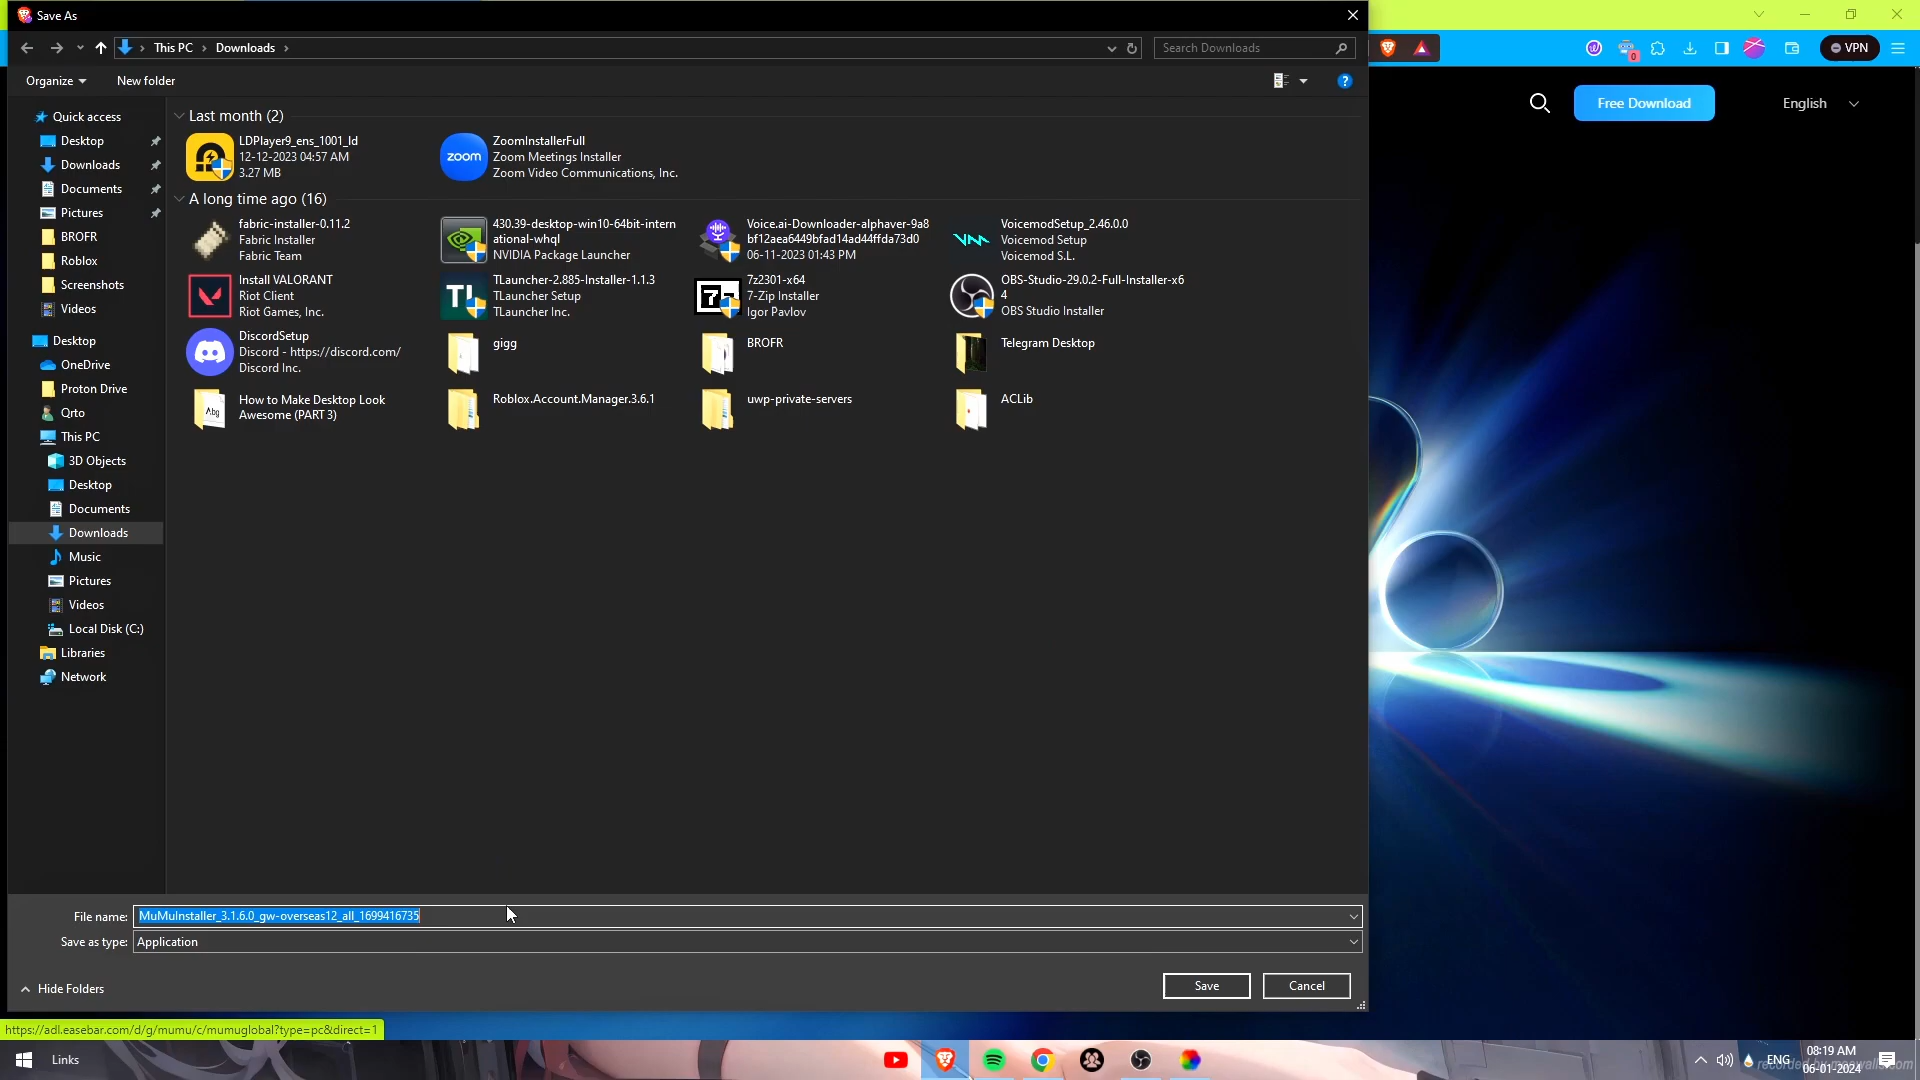 Save As
This PC
Downloads
Search Downloads
VPN
Organize
New folder
Free Download
English
Quick access
Desktop
Downloads
Documents
Pictures
BROFR
Roblox
Screenshots
Videos
Desktop
OneDrive
Proton Drive
Qrto
This PC
3D Objects
Desktop
Documents
Downloads
Music
Pictures
Videos
Local Disk (C:)
Libraries
Network
Last month (2)
LDPlayer9_ens_1001_ld
12-12-2023 04:57 AM
3.27 MB
zoom
ZoomInstallerFull
Zoom Meetings Installer
Zoom Video Communications, Inc.
A long time ago (16)
fabric-installer-0.11.2
Fabric Installer
Fabric Team
430.39-desktop-win10-64bit-intern
ational-whql
NVIDIA Package Launcher
Voice.ai-Downloader-alphaver-9a8
bf12aea6449bfad14ad44ffda73d0
06-11-2023 01:43 PM
VoicemodSetup_2.46.0.0
Voicemod Setup
Voicemod S.L.
Install VALORANT
Riot Client
Riot Games, Inc.
TL
TLauncher-2.885-Installer-1.1.3
TLauncher Setup
TLauncher Inc.
7z2301-x64
7-Zip Installer
Igor Pavlov
OBS-Studio-29.0.2-Full-Installer-x6
4
OBS Studio Installer
DiscordSetup
Discord - https://discord.com/
Discord Inc.
gigg
BROFR
Telegram Desktop
Abg
How to Make Desktop Look
Awesome (PART 3)
Roblox.Account.Manager.3.6.1
uwp-private-servers
ACLib
File name:
MuMuInstaller_3.1.6.0_gw-overseas12_all_1699416735
Save as type:
Application
Hide Folders
Save
Cancel
https://adl.easebar.com/d/g/mumu/c/mumuglobal?type=pc&direct=1
Links
ENG
08:19 AM
06-01-2024